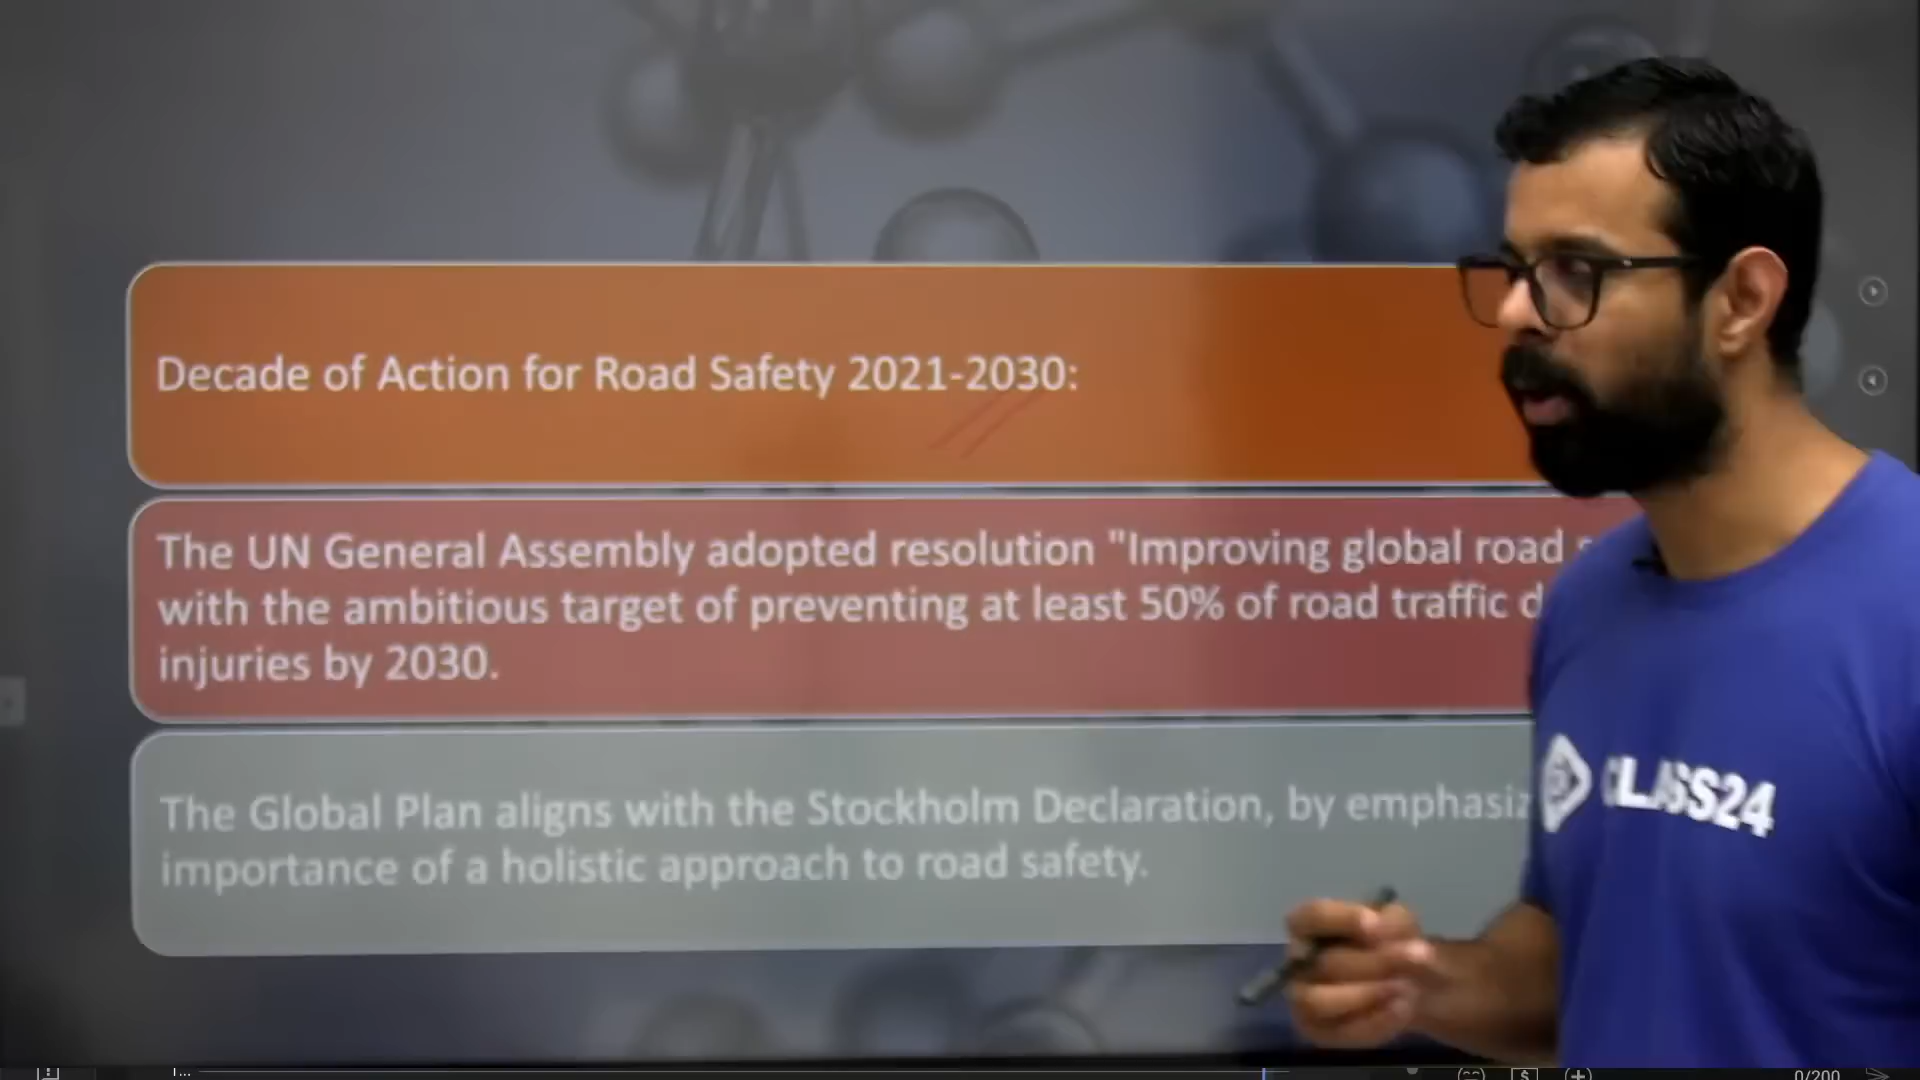 Decade of Action for Road Safety 2021-2030:
The UN General Assembly adopted resolution "Improving global road
with the ambitious target of preventing at least 50% of road traffic
injuries by 2030.
The Global Plan aligns with the Stockholm Declaration, by
importance of a holistic approach to road safety.
CLASS24
0/200